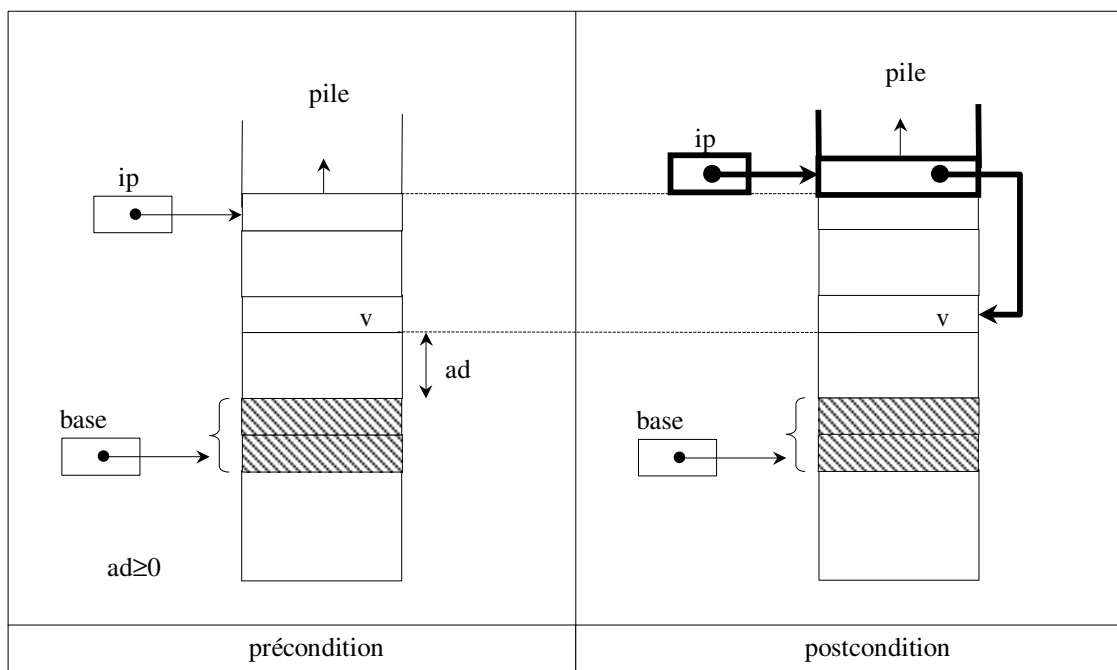 pile
ip
v
ad
base
ad≥0
précondition
pile
ip
v
base
postcondition